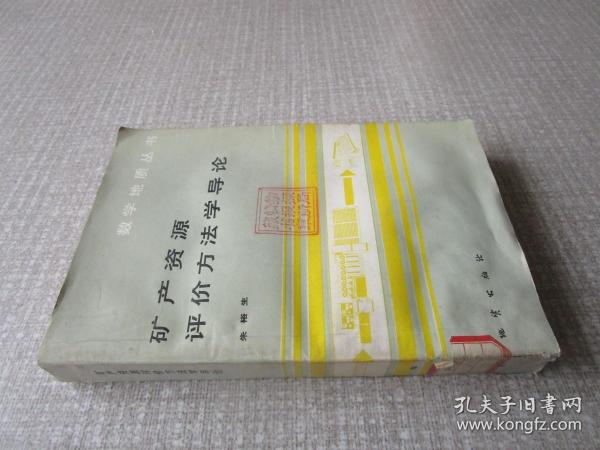 数学地质丛书
矿产资源
评价方法学导论
朱裕生
地质出版社
孔夫子旧书网
www.kongfz.com